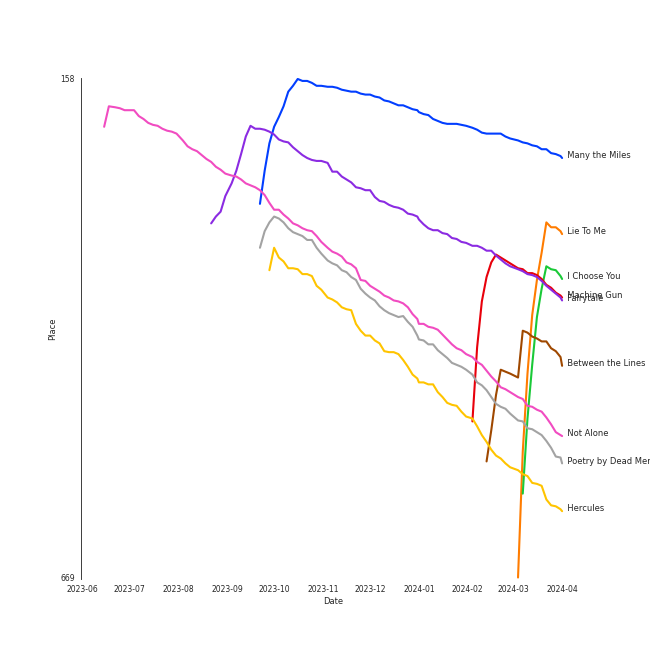 158
Many the Miles
Lie To Me
I Choose You
Machine Gun
Fairytale
Place
Between the Lines
Not Alone
Poetry by Dead Men
Hercules
669
2023-06 2023-07 2023-08 2023-09 2023-10 2023-11 2023-12 2024-01 2024-02 2024-03 2024-04
Date